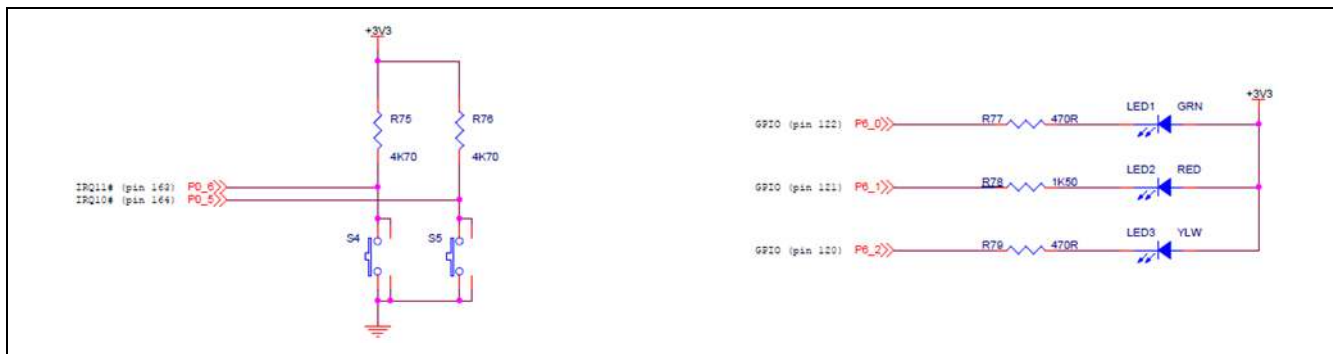 +3V3
R75
R76
4K70
4K70
IRQ11# (pin 163) P0_6
IRQ10# (pin 164) P0_5
S4
S5
+3V3
LED1 GRN
GPIO (pin 122) P6_0 R77 470R
LED2 RED
GPIO (pin 121) P6_1 R78 1K50
LED3 YLW
GPIO (pin 120) P6_2 R79 470R